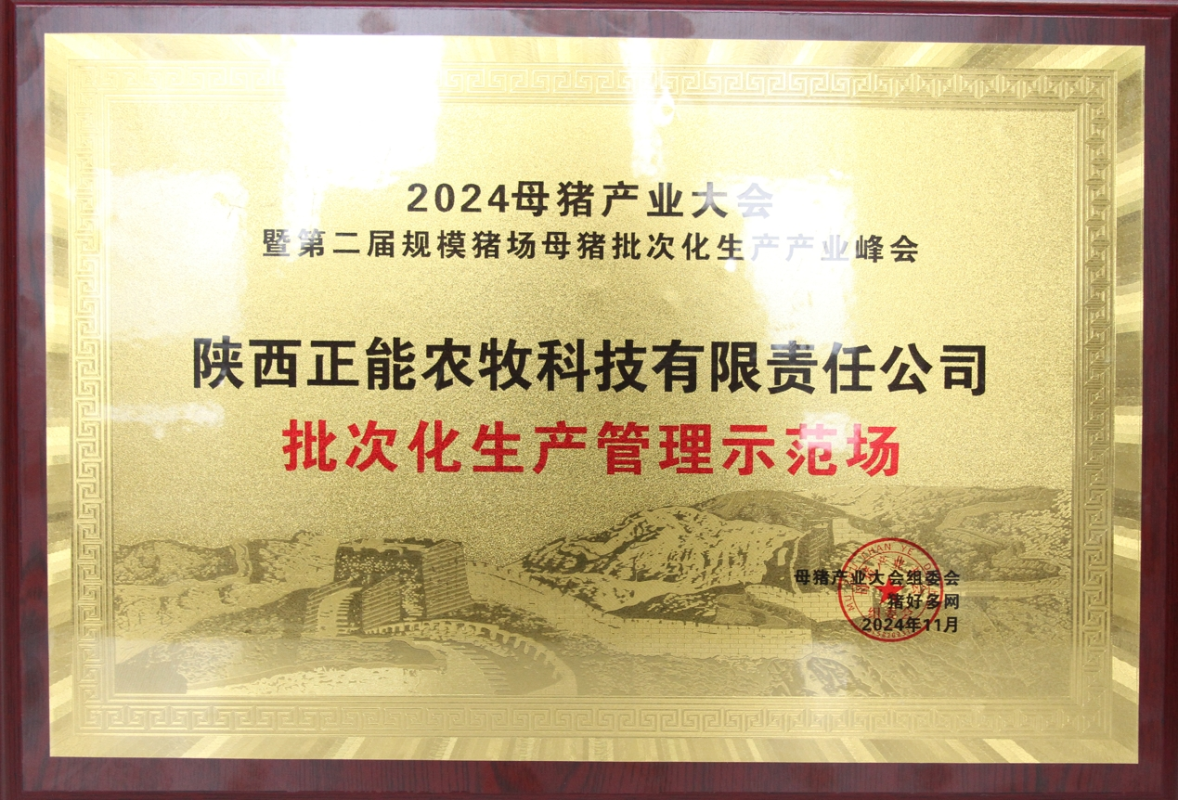 2024母猪产业大会
暨第二届规模猪场母猪批次化生产产业峰会
陕西正能农牧科技有限责任公司
批次化生产管理示范场
母猪产业大会组委会
猪好多网
2024年11月